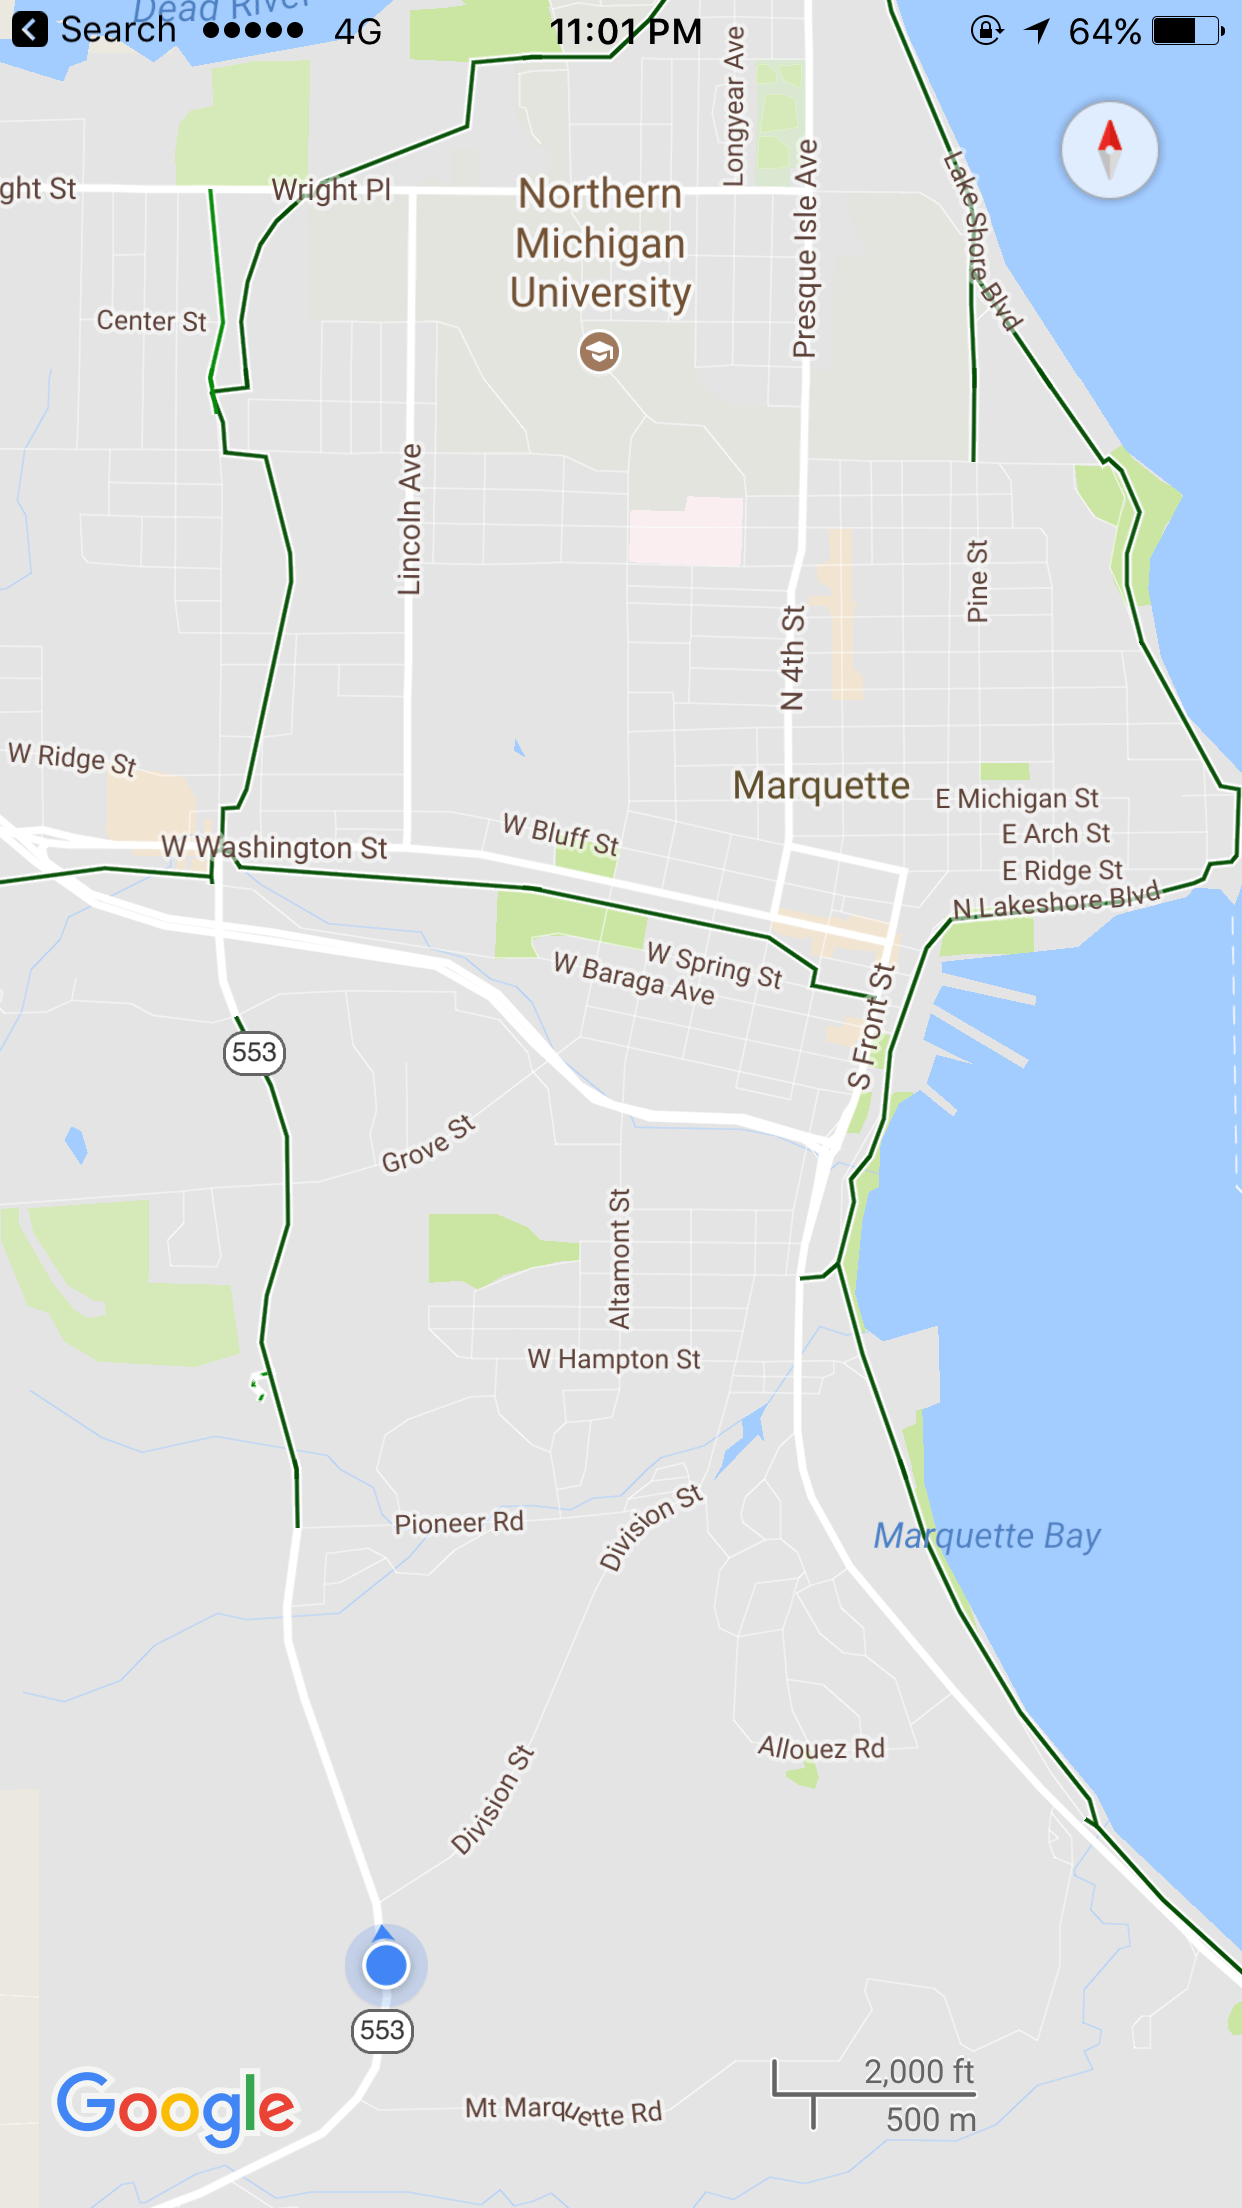 Search 4G 11:01 PM 64%
Dead River
Longyear Ave
ght St
Wright Pl
Northern
Michigan
University
Presque Isle Ave
Lake Shore Blvd
Center St
Lincoln Ave
Pine St
N 4th St
W Ridge St
Marquette
E Michigan St
W Bluff St
E Arch St
W Washington St
E Ridge St
N Lakeshore Blvd
W Spring St
W Baraga Ave
S Front St
553
Grove St
Altamont St
W Hampton St
Pioneer Rd
Division St
Marquette Bay
Allouez Rd
Division St
553
2,000 ft
500 m
Google
Mt Marquette Rd